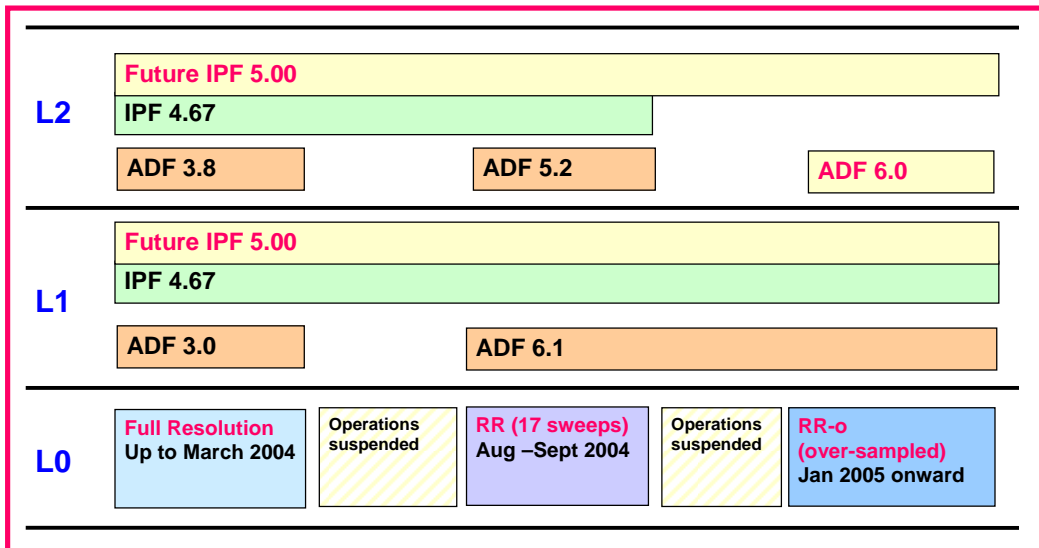 L2
Future IPF 5.00
IPF 4.67
ADF 3.8
ADF 5.2
ADF 6.0
L1
Future IPF 5.00
IPF 4.67
ADF 3.0
ADF 6.1
L0
Full Resolution
Up to March 2004
Operations
suspended
RR (17 sweeps)
Aug –Sept 2004
Operations
suspended
RR-o
(over-sampled)
Jan 2005 onward